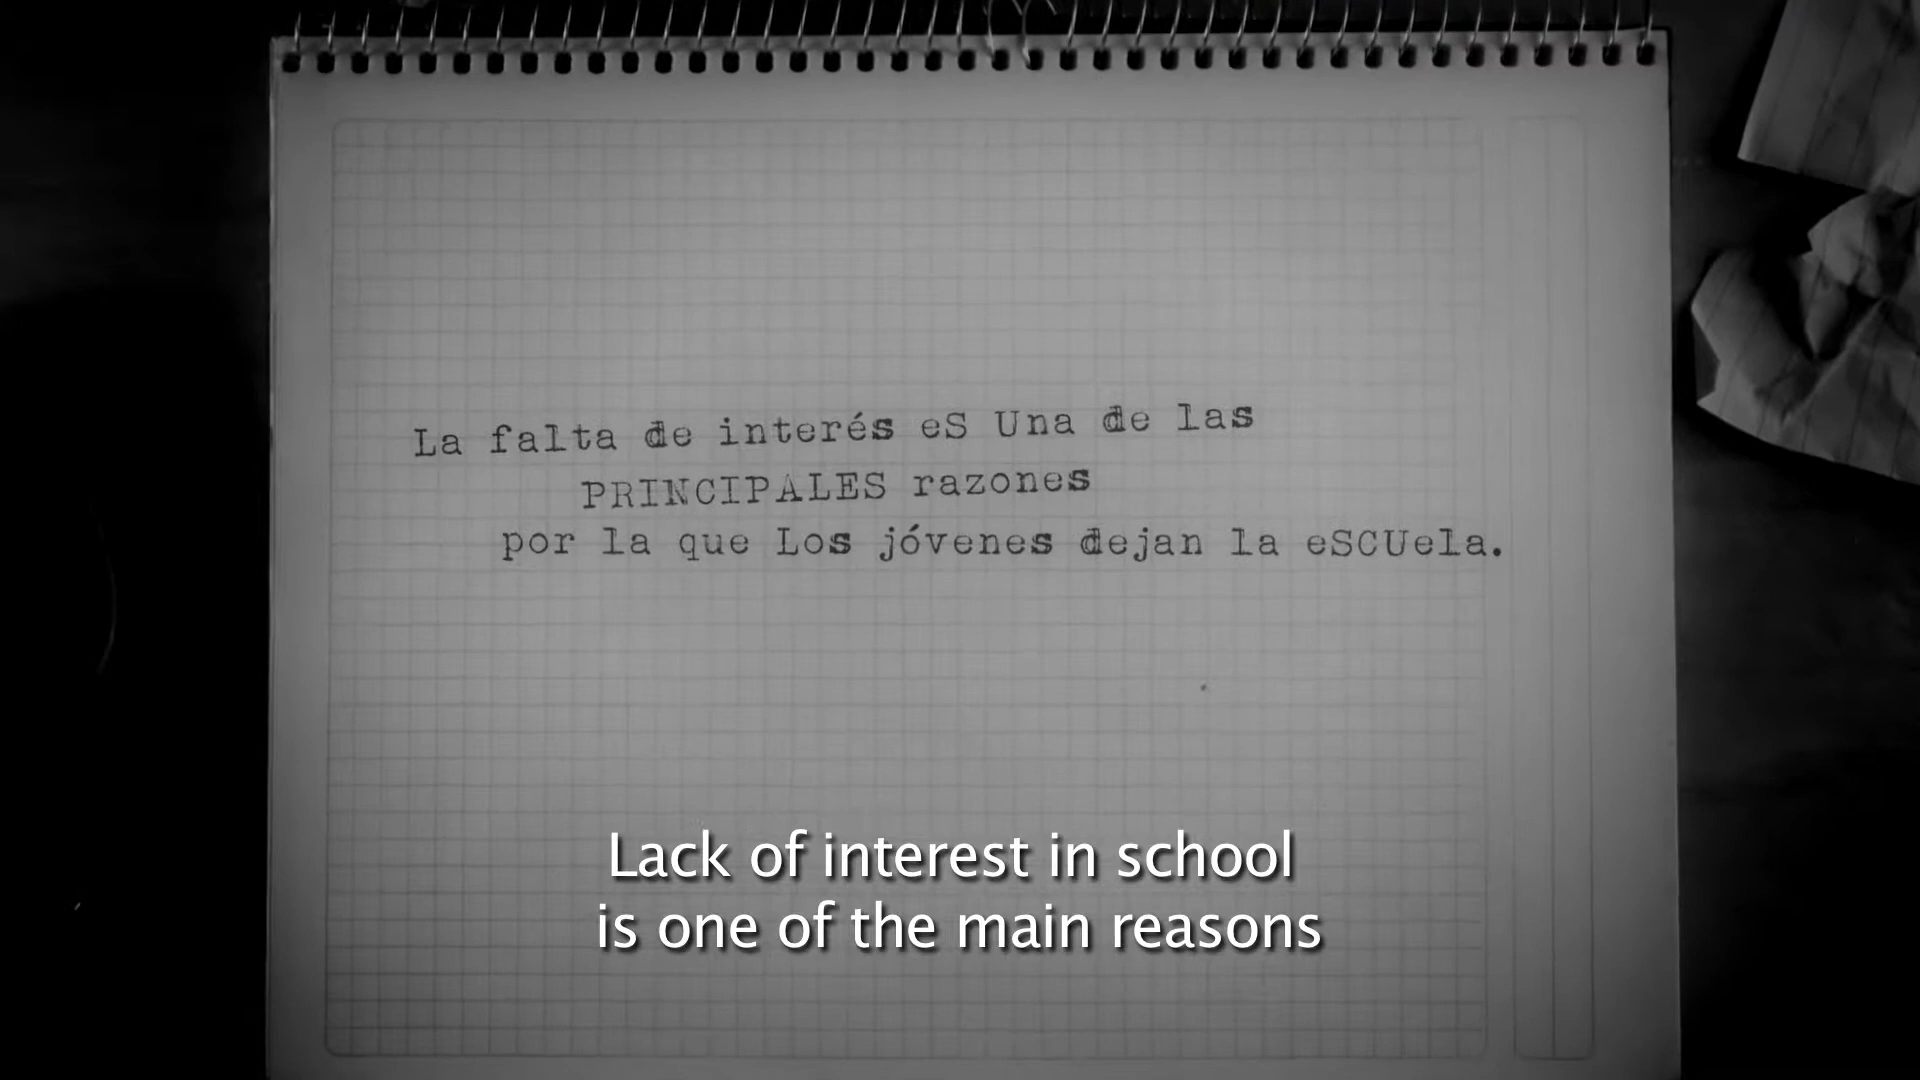 La falta de interés eS Una de las
PRINCIPALES razones
por la que Los jóvenes dejan la eSCUela.
Lack of interest in school
is one of the main reasons